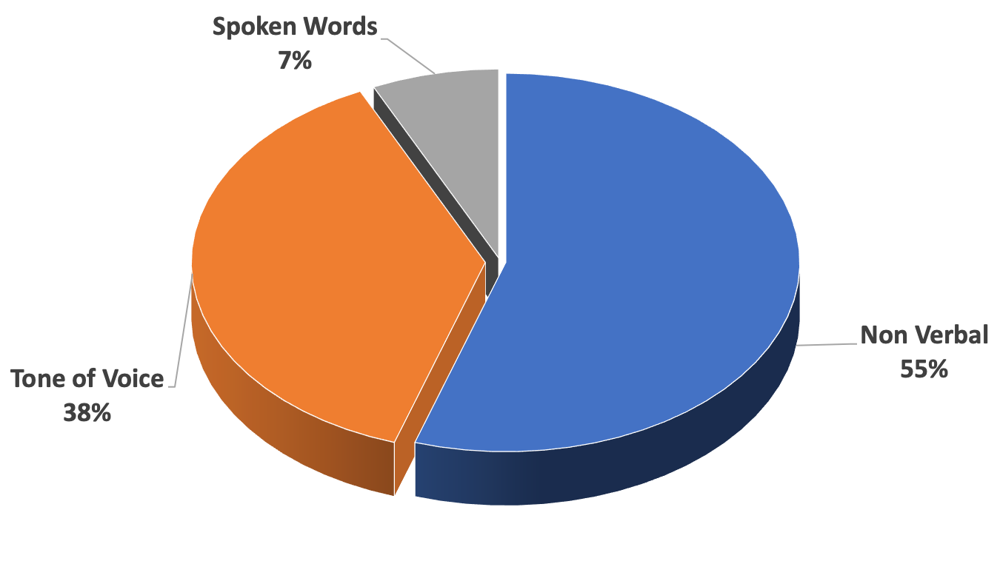 Spoken Words
7%
Non Verbal
55%
Tone of Voice
38%